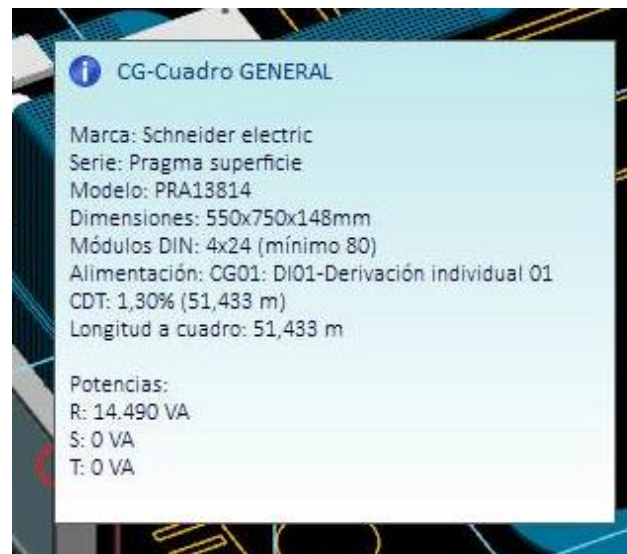 CG-Cuadro GENERAL
Marca: Schneider electric
Serie: Pragma superficie
Modelo: PRA13814
Dimensiones: 550x750x148mm
Módulos DIN: 4x24 (mínimo 80)
Alimentación: CG01: DI01-Derivación individual 01
CDT: 1,30% (51,433 m)
Longitud a cuadro: 51,433 m
Potencias:
R: 14.490 VA
S: 0 VA
T: 0 VA